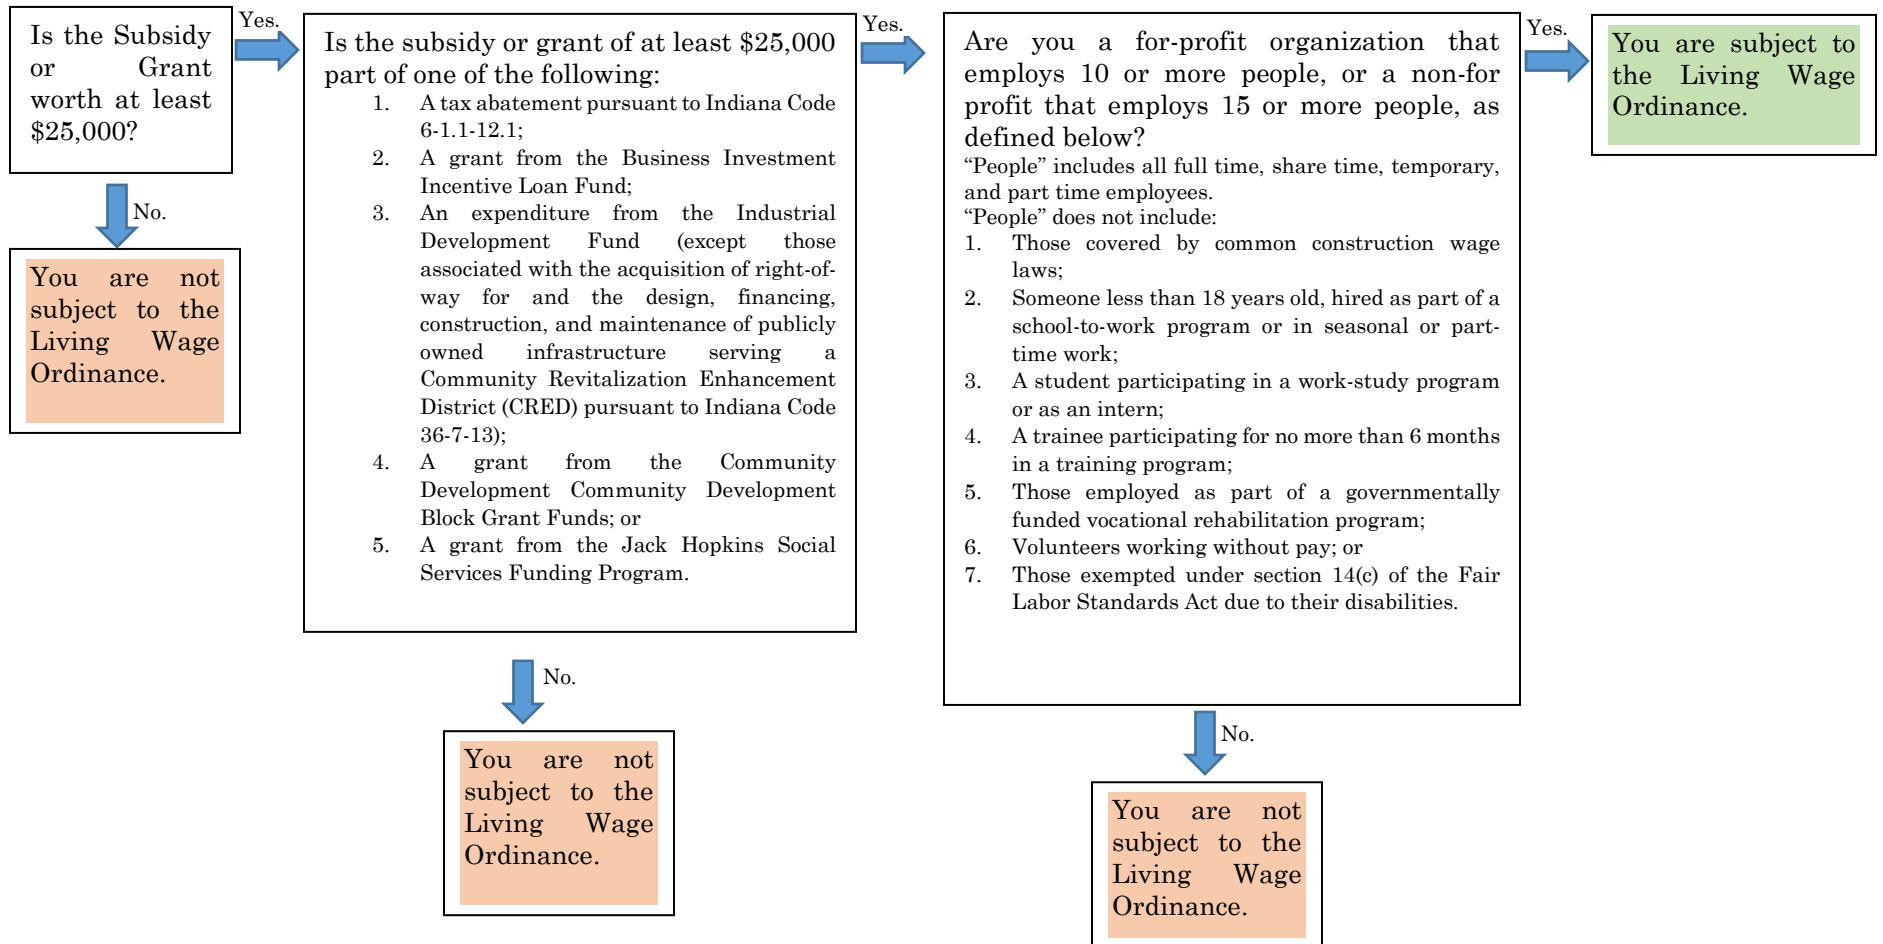 Is the Subsidy
or Grant
worth at least
$25,000?
Yes.
No.
You are not
subject to the
Living Wage
Ordinance.
Is the subsidy or grant of at least $25,000
part of one of the following:
1. A tax abatement pursuant to Indiana Code
6-1.1-12.1;
2. A grant from the Business Investment
Incentive Loan Fund;
3. An expenditure from the Industrial
Development Fund (except those
associated with the acquisition of right-of-
way for and the design, financing,
construction, and maintenance of publicly
owned infrastructure serving a
Community Revitalization Enhancement
District (CRED) pursuant to Indiana Code
36-7-13);
4. A grant from the Community
Development Community Development
Block Grant Funds; or
5. A grant from the Jack Hopkins Social
Services Funding Program.
Yes.
No.
You are not
subject to the
Living Wage
Ordinance.
Are you a for-profit organization that
employs 10 or more people, or a non-for
profit that employs 15 or more people, as
defined below?
“People” includes all full time, share time, temporary,
and part time employees.
“People” does not include:
1. Those covered by common construction wage
laws;
2. Someone less than 18 years old, hired as part of a
school-to-work program or in seasonal or part-
time work;
3. A student participating in a work-study program
or as an intern;
4. A trainee participating for no more than 6 months
in a training program;
5. Those employed as part of a governmentally
funded vocational rehabilitation program;
6. Volunteers working without pay; or
7. Those exempted under section 14(c) of the Fair
Labor Standards Act due to their disabilities.
Yes.
No.
You are not
subject to the
Living Wage
Ordinance.
You are subject to
the Living Wage
Ordinance.